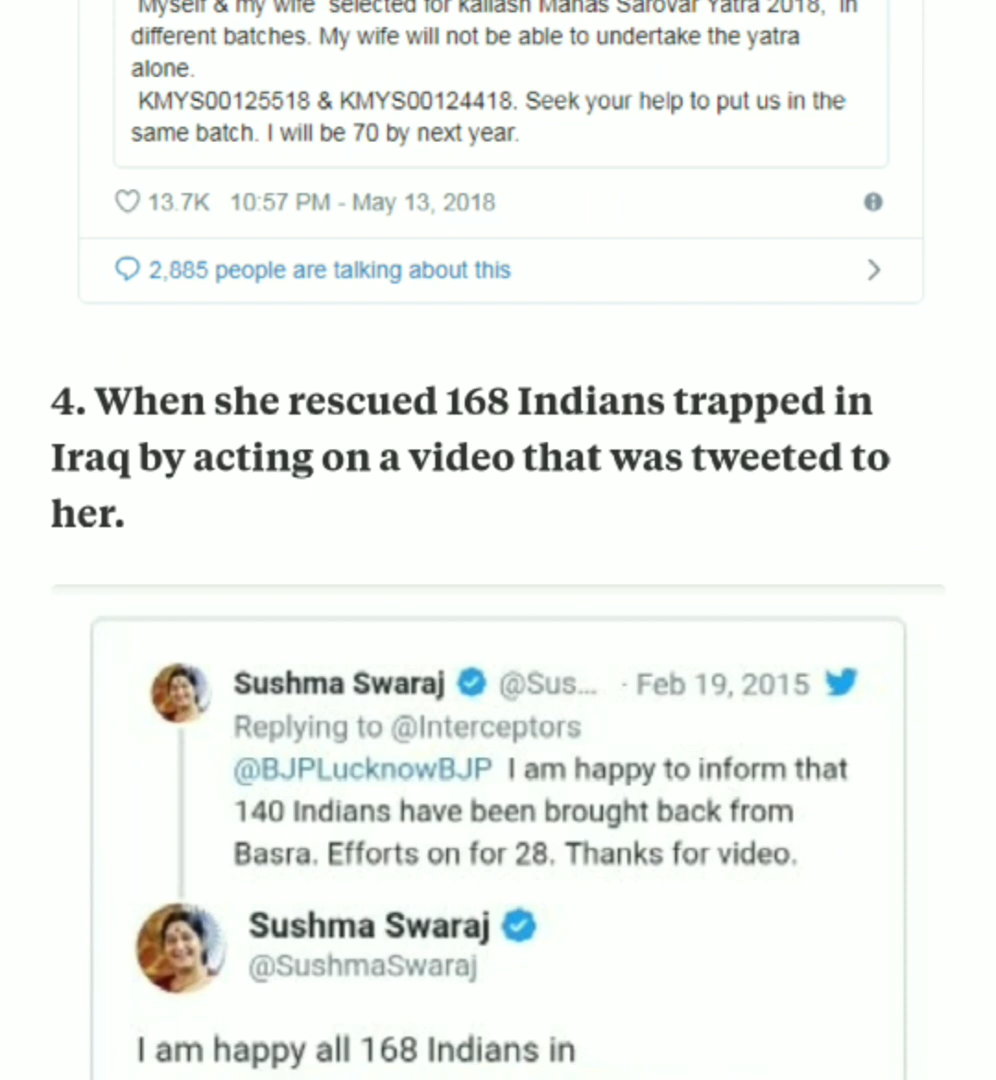 Myself & my wife selected for kailash Manas Sarovar Yatra 2018, in
different batches. My wife will not be able to undertake the yatra
alone.
KMYS00125518 & KMYS00124418. Seek your help to put us in the
same batch. I will be 70 by next year.
13.7K 10:57 PM - May 13, 2018
2,885 people are talking about this
4. When she rescued 168 Indians trapped in
Iraq by acting on a video that was tweeted to
her.
Sushma Swaraj @Sus... · Feb 19, 2015
Replying to @Interceptors
@BJPLucknowBJP I am happy to inform that
140 Indians have been brought back from
Basra. Efforts on for 28. Thanks for video.
Sushma Swaraj
@SushmaSwaraj
I am happy all 168 Indians in